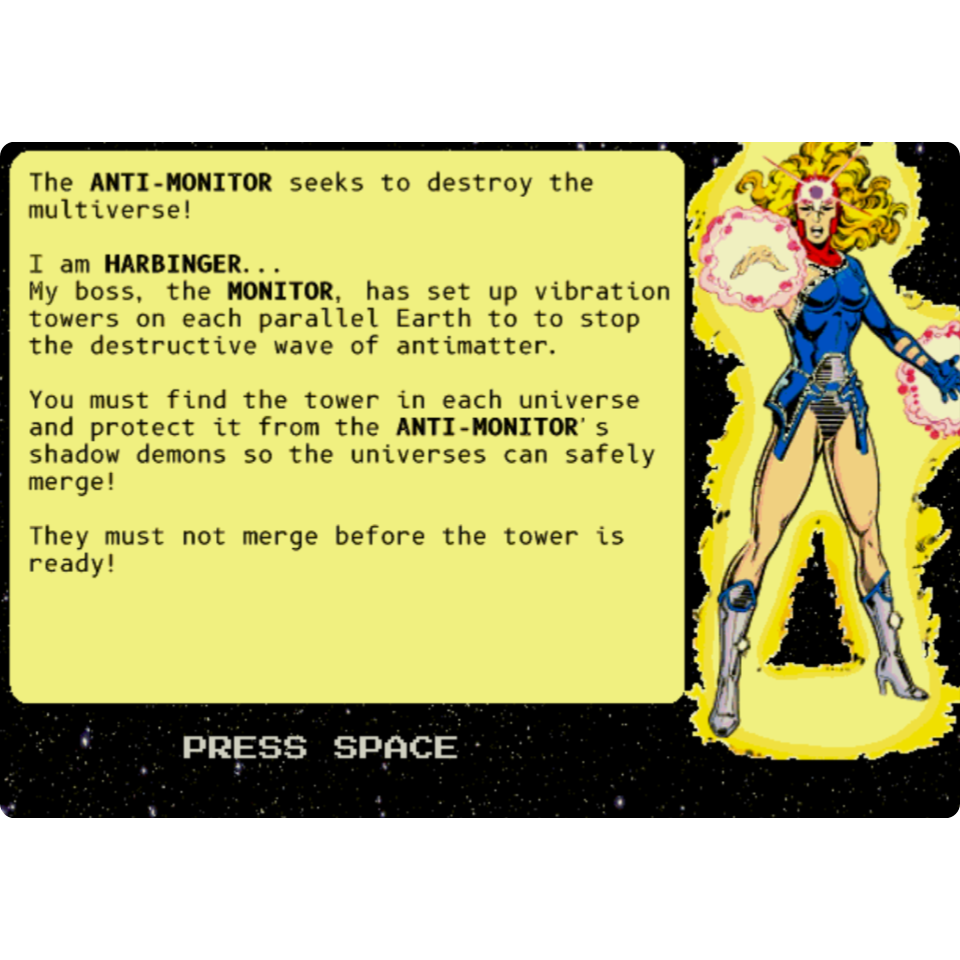 The ANTI-MONITOR seeks to destroy the
multiverse!
I am HARBINGER...
My boss, the MONITOR, has set up vibration
towers on each parallel Earth to to stop
the destructive wave of antimatter.
You must find the tower in each universe
and protect it from the ANTI-MONITOR's
shadow demons so the universes can safely
merge!
They must not merge before the tower is
ready!
PRESS SPACE